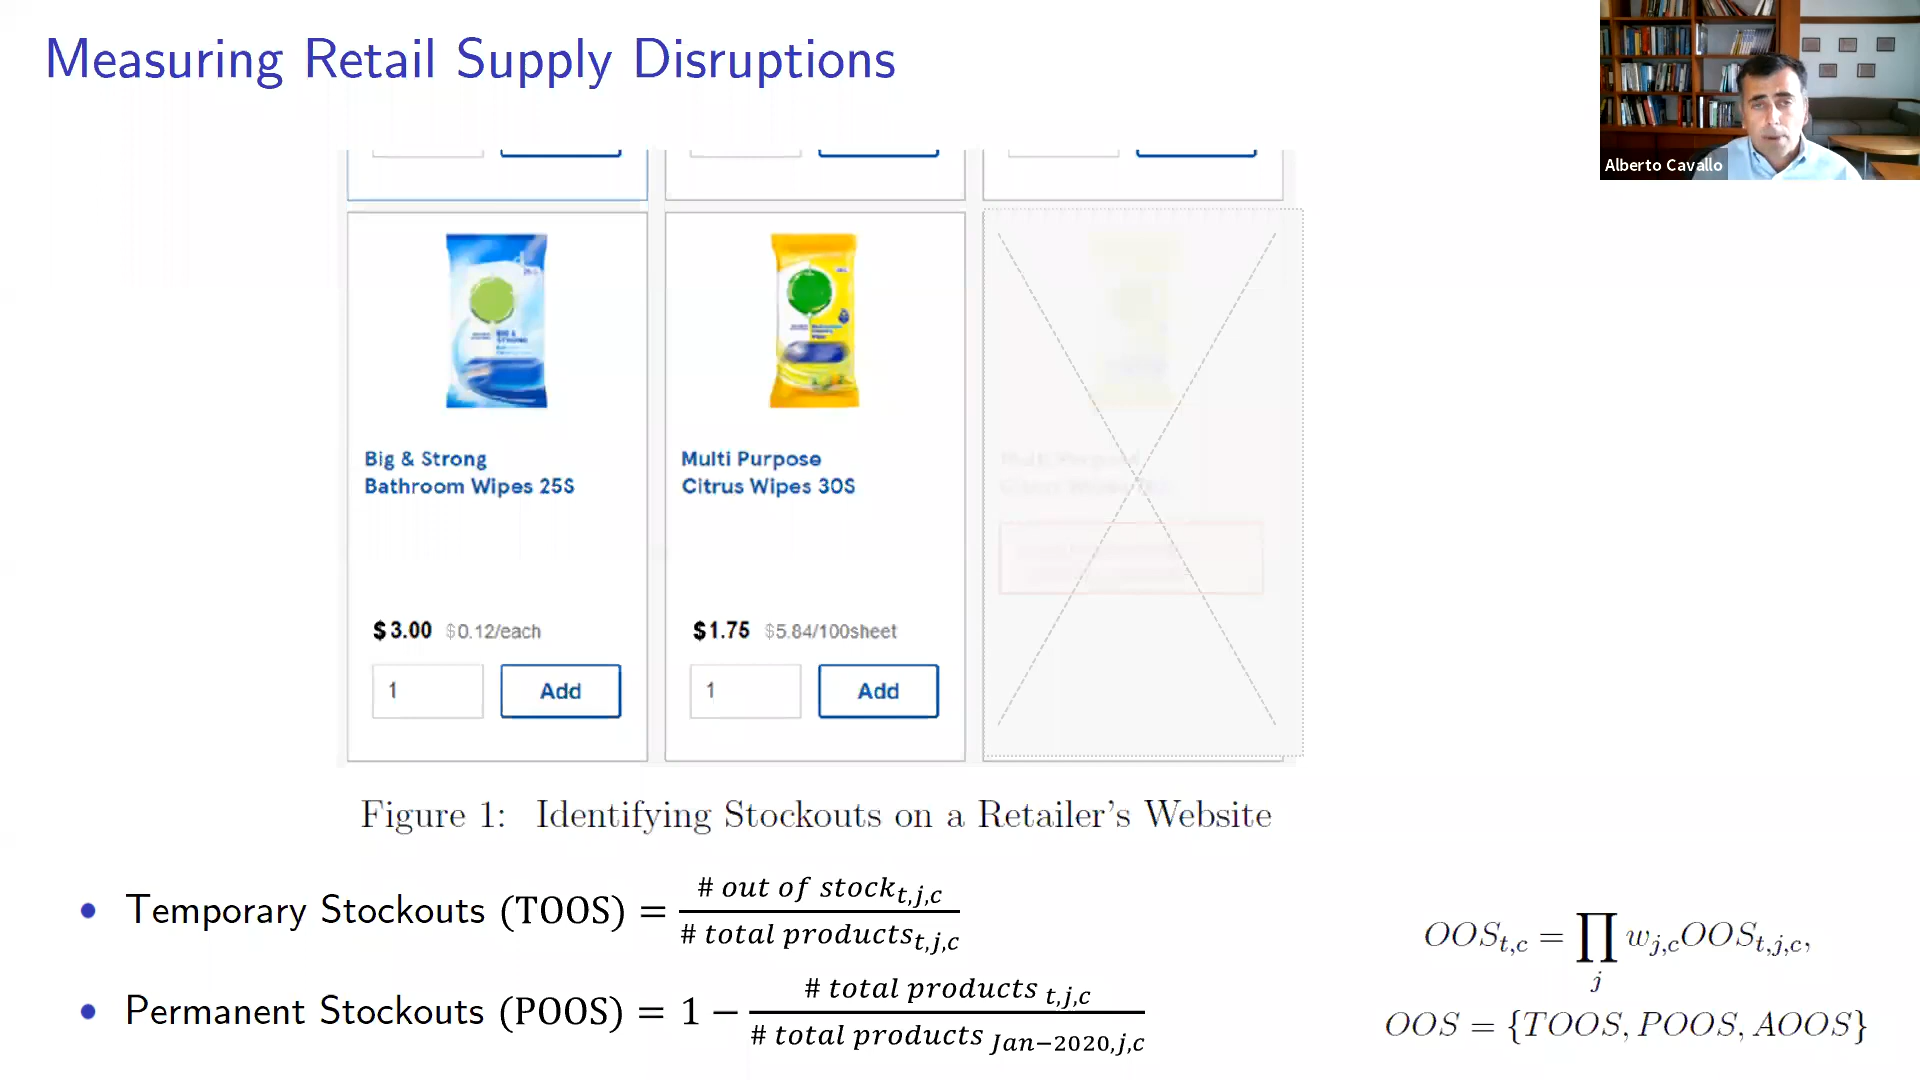 Measuring Retail Supply Disruptions
Alberto Cavallo
Big & Strong
Bathroom Wipes 25S
Multi Purpose
Citrus Wipes 30S
$3.00 $0.12/each
$1.75 $5.84/100sheet
1 Add
1 Add
Figure 1: Identifying Stockouts on a Retailer's Website
• Temporary Stockouts (TOOS) = # out of stock_{t,j,c} / # total products_{t,j,c}
• Permanent Stockouts (POOS) = 1 − # total products_{t,j,c} / # total products_{Jan−2020,j,c}
OOS_{t,c} = ∏_j w_{j,c}OOS_{t,j,c},
OOS = {TOOS, POOS, AOOS}